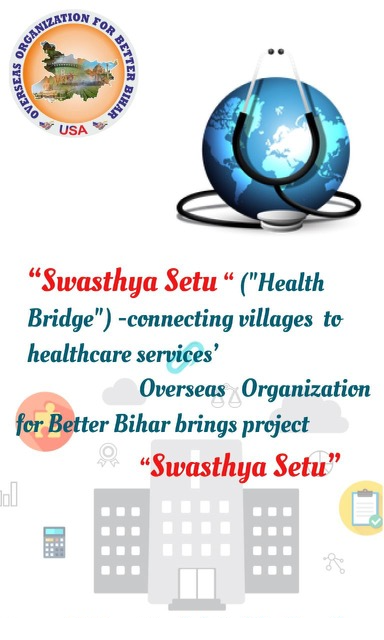 OVERSEAS ORGANIZATION FOR BETTER BIHAR
USA
“Swasthya Setu “ ("Health
Bridge") -connecting villages to
healthcare services’
Overseas Organization
for Better Bihar brings project
“Swasthya Setu”